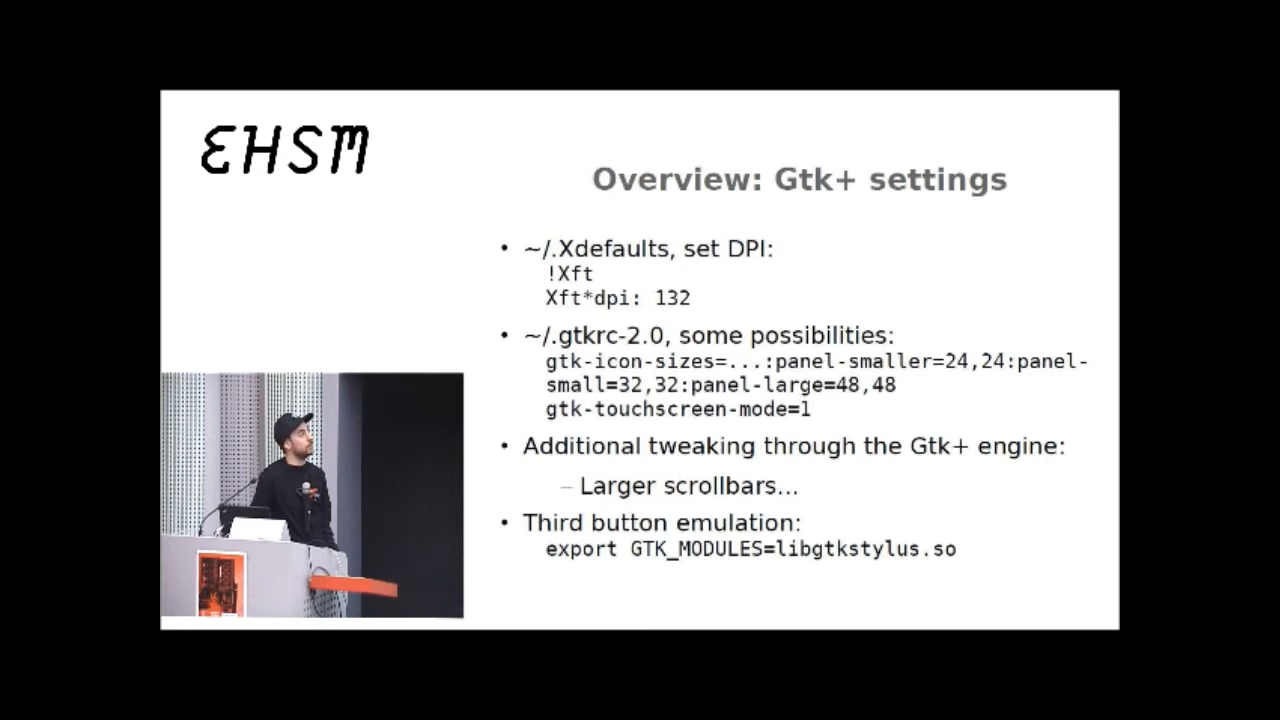 EHSM
Overview: Gtk+ settings
• ~/.Xdefaults, set DPI:
!Xft
Xft*dpi: 132
• ~/.gtkrc-2.0, some possibilities:
gtk-icon-sizes=...:panel-smaller=24,24:panel-
small=32,32:panel-large=48,48
gtk-touchscreen-mode=1
• Additional tweaking through the Gtk+ engine:
– Larger scrollbars...
• Third button emulation:
export GTK_MODULES=libgtkstylus.so